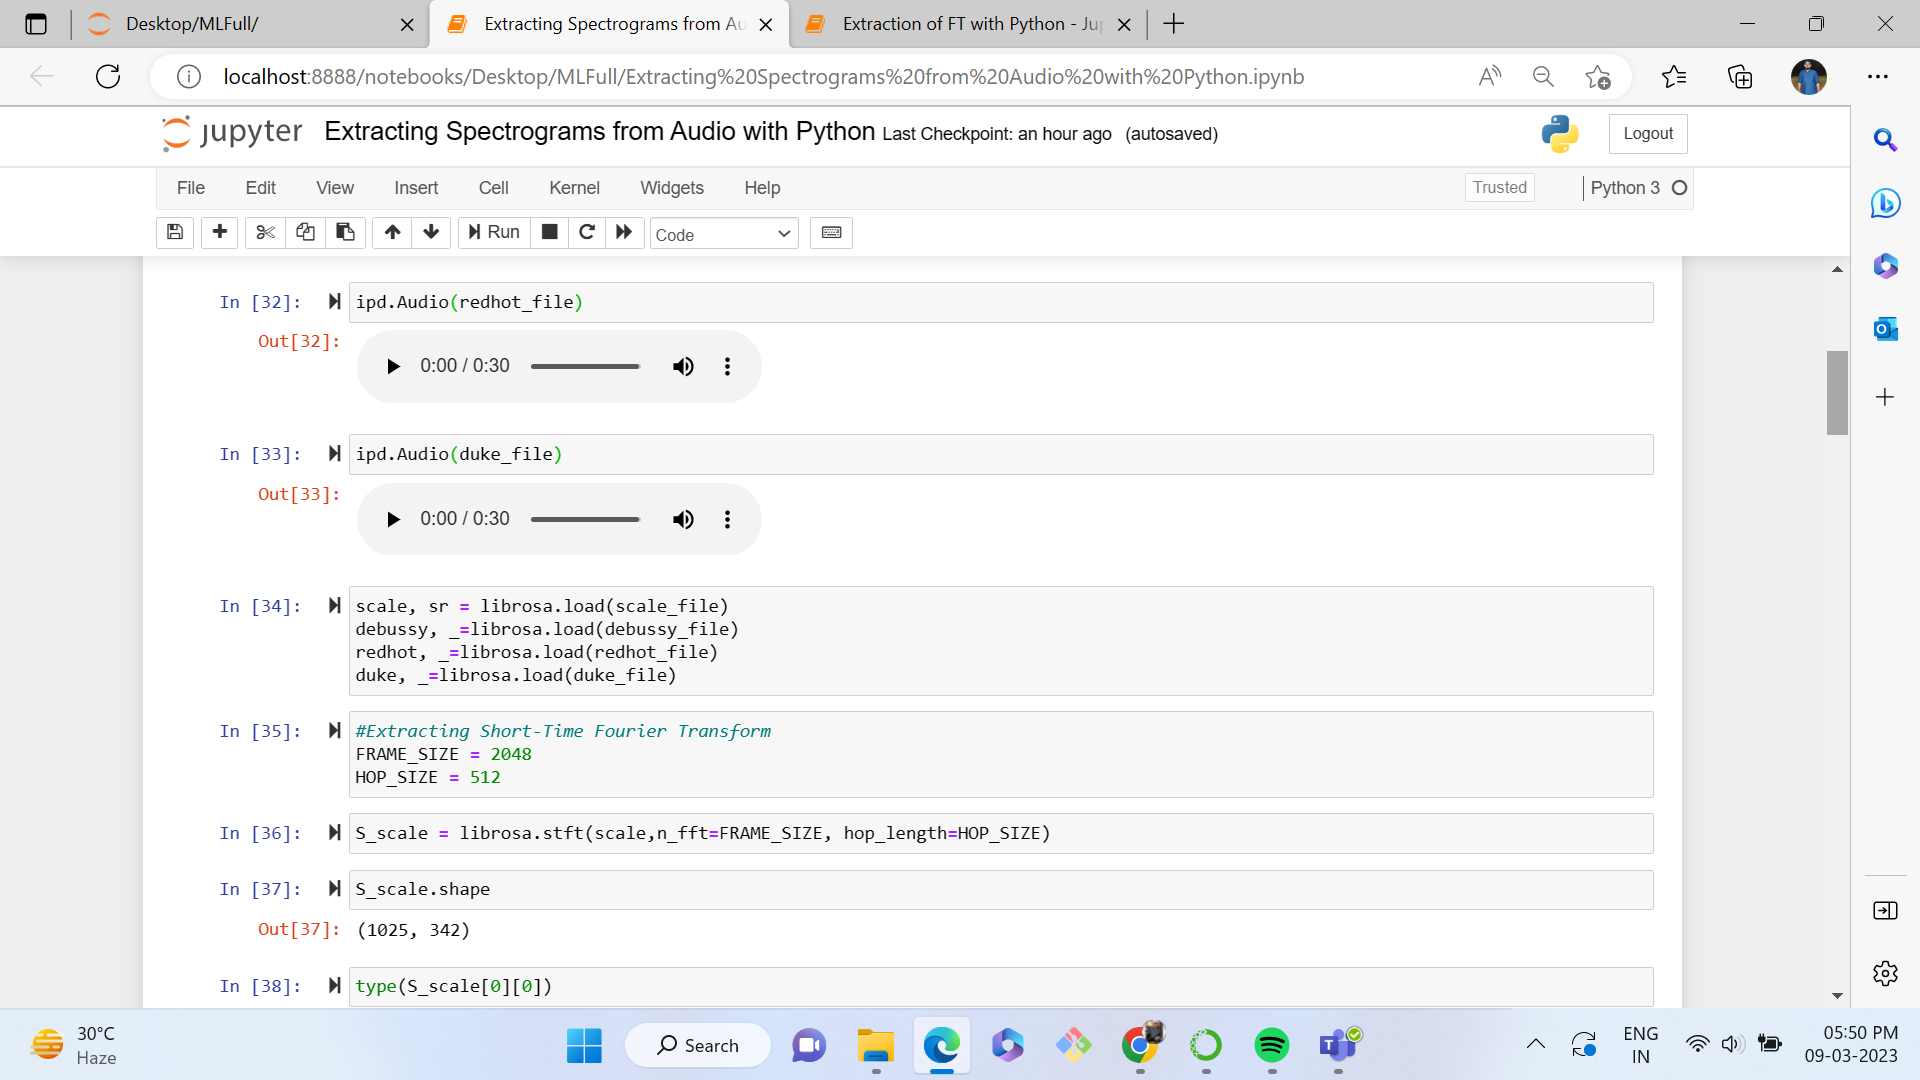 Desktop/MLFull/
Extracting Spectrograms from Au
Extraction of FT with Python - Ju
localhost:8888/notebooks/Desktop/MLFull/Extracting%20Spectrograms%20from%20Audio%20with%20Python.ipynb
jupyter Extracting Spectrograms from Audio with Python Last Checkpoint: an hour ago (autosaved)
Logout
File Edit View Insert Cell Kernel Widgets Help
Trusted
Python 3
Run
Code
In [32]: ipd.Audio(redhot_file)
Out[32]:
0:00 / 0:30
In [33]: ipd.Audio(duke_file)
Out[33]:
0:00 / 0:30
In [34]: scale, sr = librosa.load(scale_file)
debussy, _=librosa.load(debussy_file)
redhot, _=librosa.load(redhot_file)
duke, _=librosa.load(duke_file)
In [35]: #Extracting Short-Time Fourier Transform
FRAME_SIZE = 2048
HOP_SIZE = 512
In [36]: S_scale = librosa.stft(scale,n_fft=FRAME_SIZE, hop_length=HOP_SIZE)
In [37]: S_scale.shape
Out[37]: (1025, 342)
In [38]: type(S_scale[0][0])
30°C
Haze
Search
ENG
IN
05:50 PM
09-03-2023